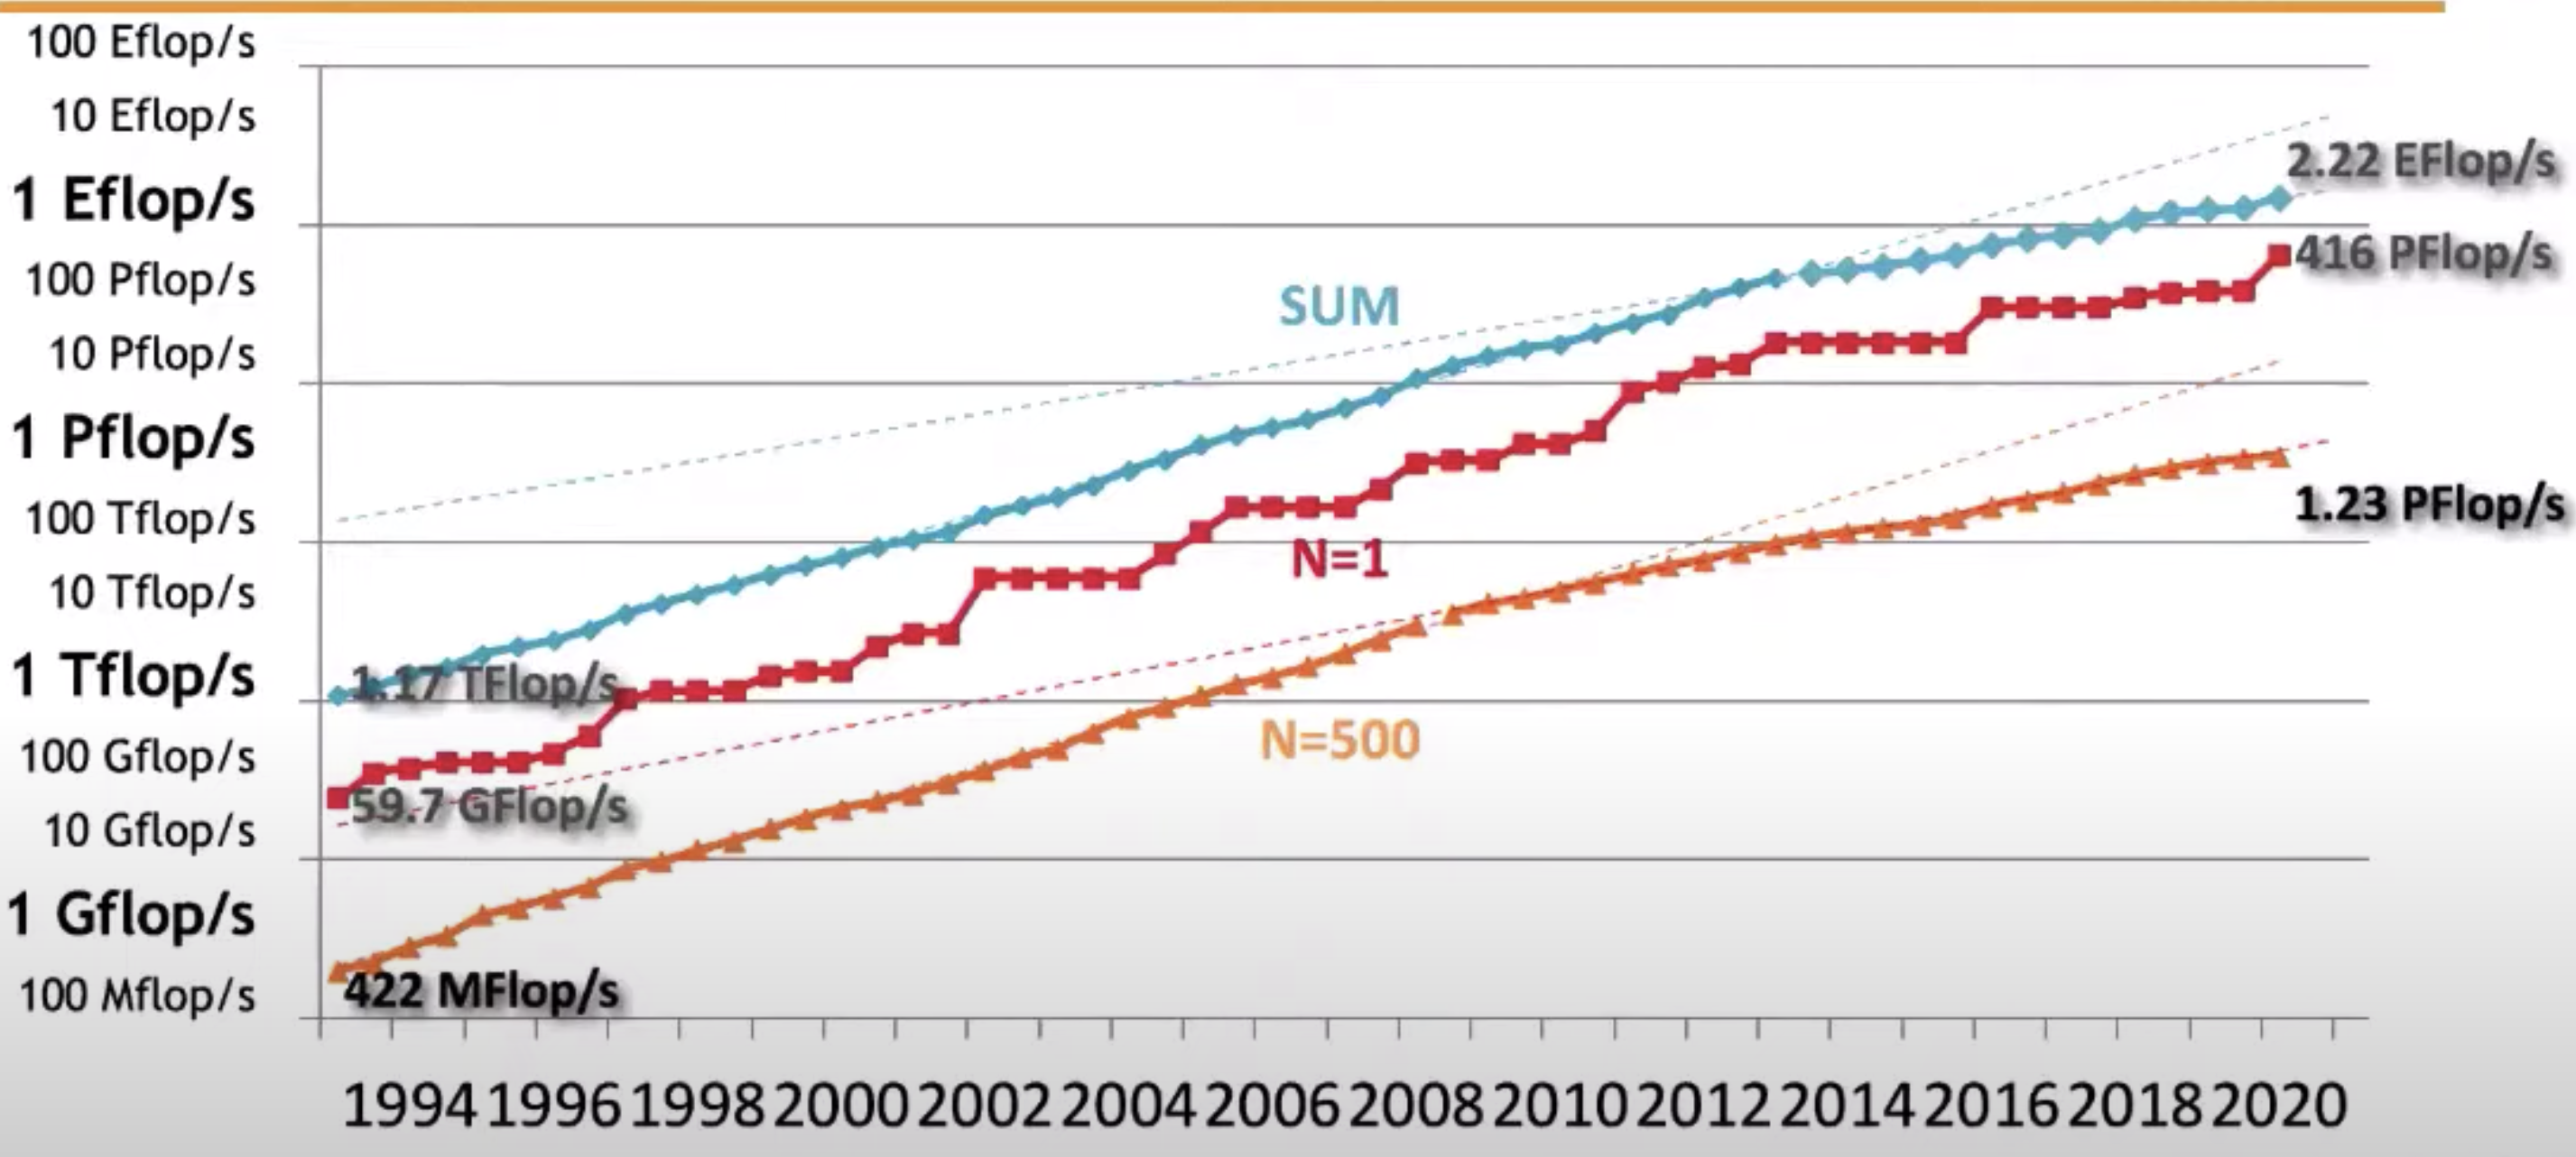 100 Eflop/s
10 Eflop/s
1 Eflop/s
100 Pflop/s
10 Pflop/s
1 Pflop/s
100 Tflop/s
10 Tflop/s
1 Tflop/s
100 Gflop/s
10 Gflop/s
1 Gflop/s
100 Mflop/s
2.22 EFlop/s
416 PFlop/s
SUM
1.23 PFlop/s
N=1
1.17 TFlop/s
N=500
59.7 GFlop/s
422 MFlop/s
1994 1996 1998 2000 2002 2004 2006 2008 2010 2012 2014 2016 2018 2020